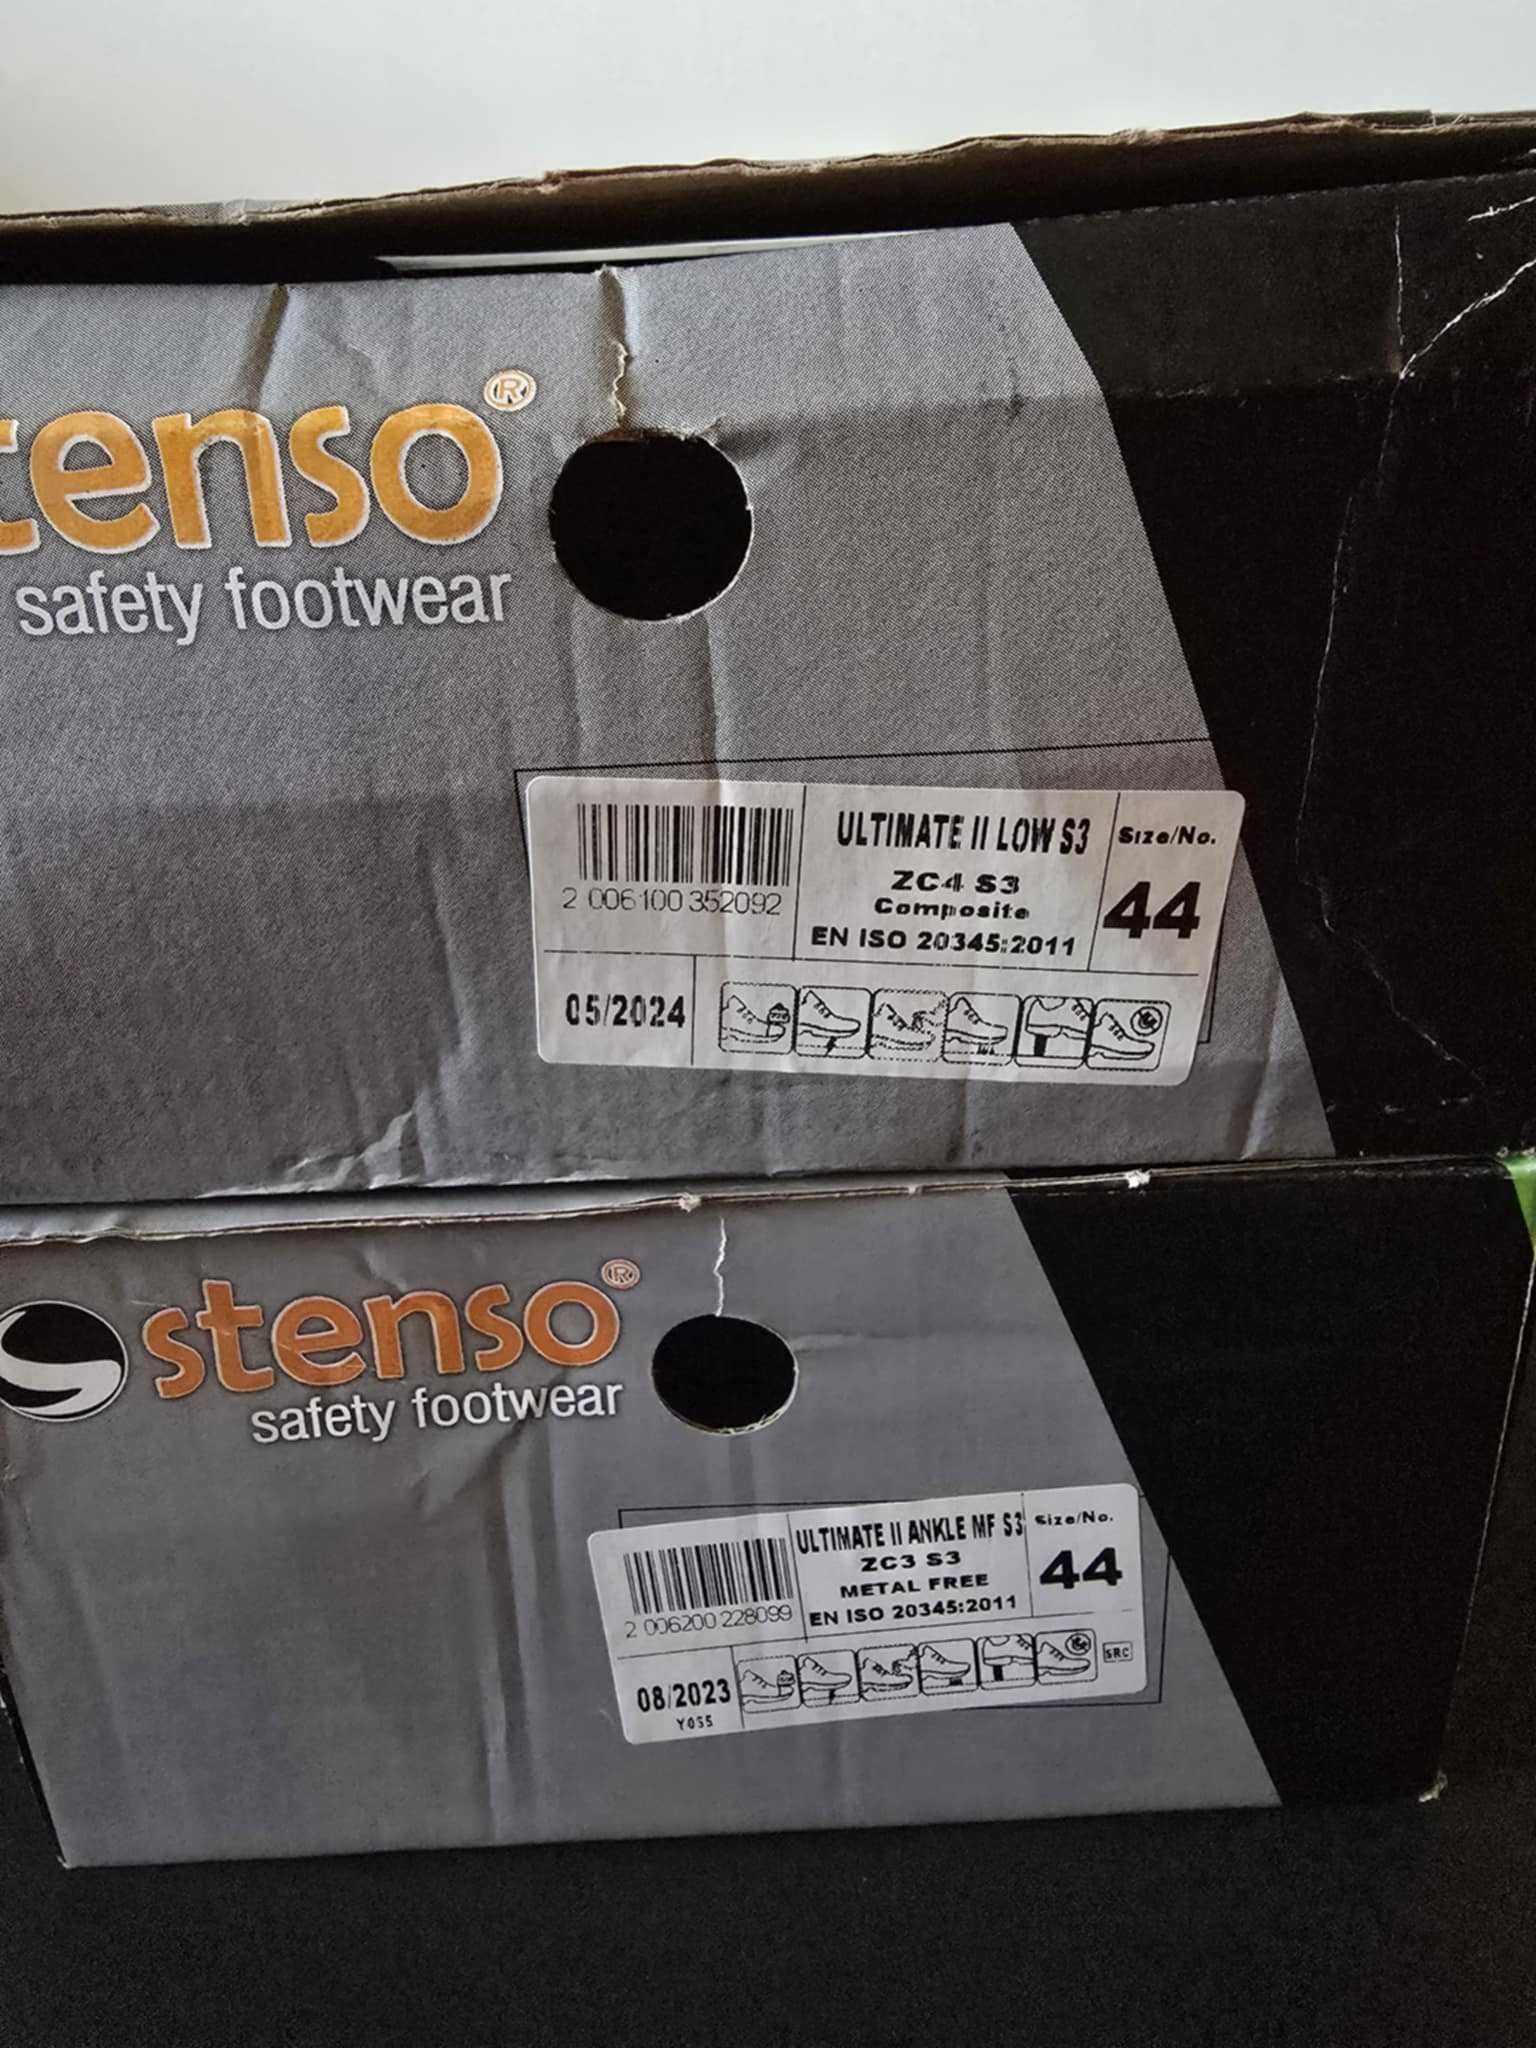 tenso®
safety footwear
ULTIMATE II LOW S3
Size/No.
ZC4 S3
Composite
44
2 006100 352092
EN ISO 20345:2011
05/2024
stenso®
safety footwear
ULTIMATE II ANKLE MF S3
Size/No.
ZC3 S3
METAL FREE
44
2 006200 228099
EN ISO 20345:2011
SRC
08/2023
Y055